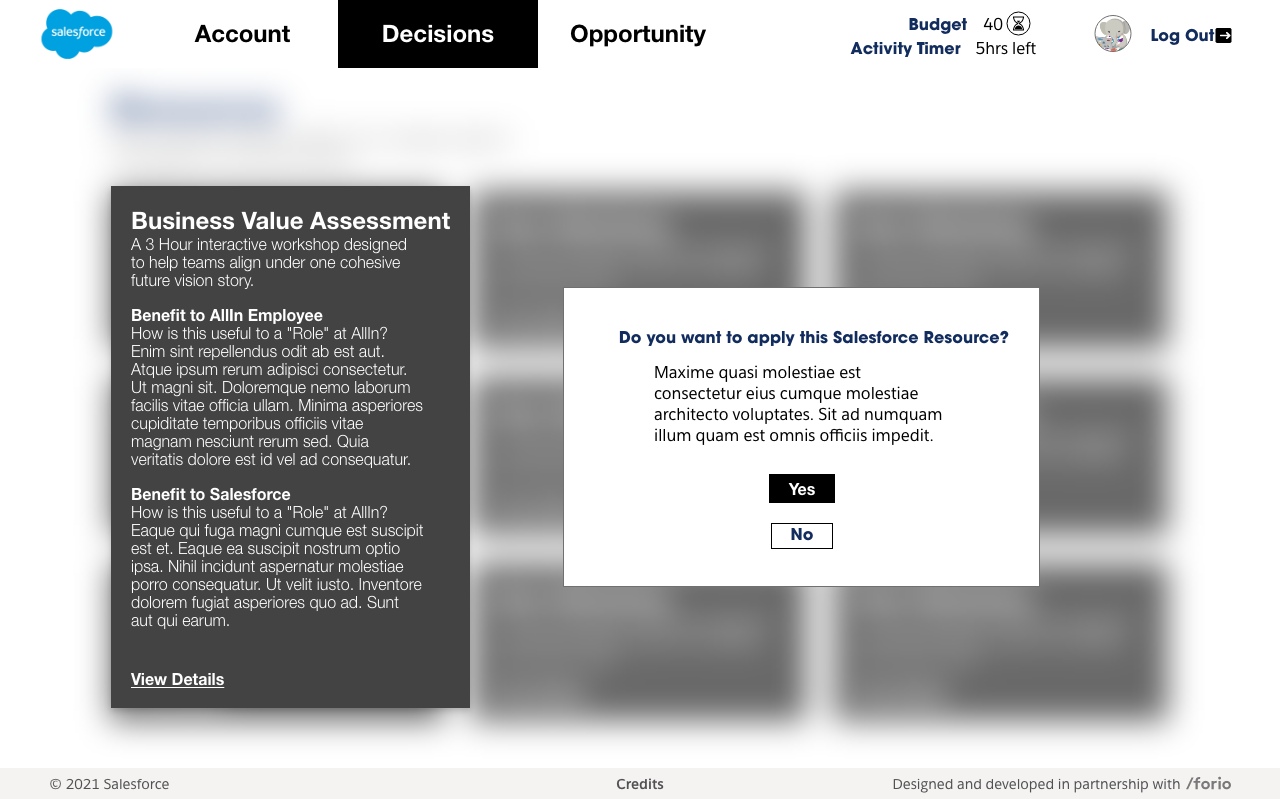 salesforce
Account
Decisions
Opportunity
Budget 40
Activity Timer 5hrs left
Log Out
Business Value Assessment
A 3 Hour interactive workshop designed
to help teams align under one cohesive
future vision story.
Benefit to AllIn Employee
How is this useful to a "Role" at AllIn?
Enim sint repellendus odit ab est aut.
Atque ipsum rerum adipisci consectetur.
Ut magni sit. Doloremque nemo laborum
facilis vitae officia ullam. Minima asperiores
cupiditate temporibus officiis vitae
magnam nesciunt rerum sed. Quia
veritatis dolore est id vel ad consequatur.
Benefit to Salesforce
How is this useful to a "Role" at AllIn?
Eaque qui fuga magni cumque est suscipit
est et. Eaque ea suscipit nostrum optio
ipsa. Nihil incidunt aspernatur molestiae
porro consequatur. Ut velit iusto. Inventore
dolorem fugiat asperiores quo ad. Sunt
aut qui earum.
View Details
Do you want to apply this Salesforce Resource?
Maxime quasi molestiae est
consectetur eius cumque molestiae
architecto voluptates. Sit ad numquam
illum quam est omnis officiis impedit.
Yes
No
© 2021 Salesforce
Credits
Designed and developed in partnership with /forio